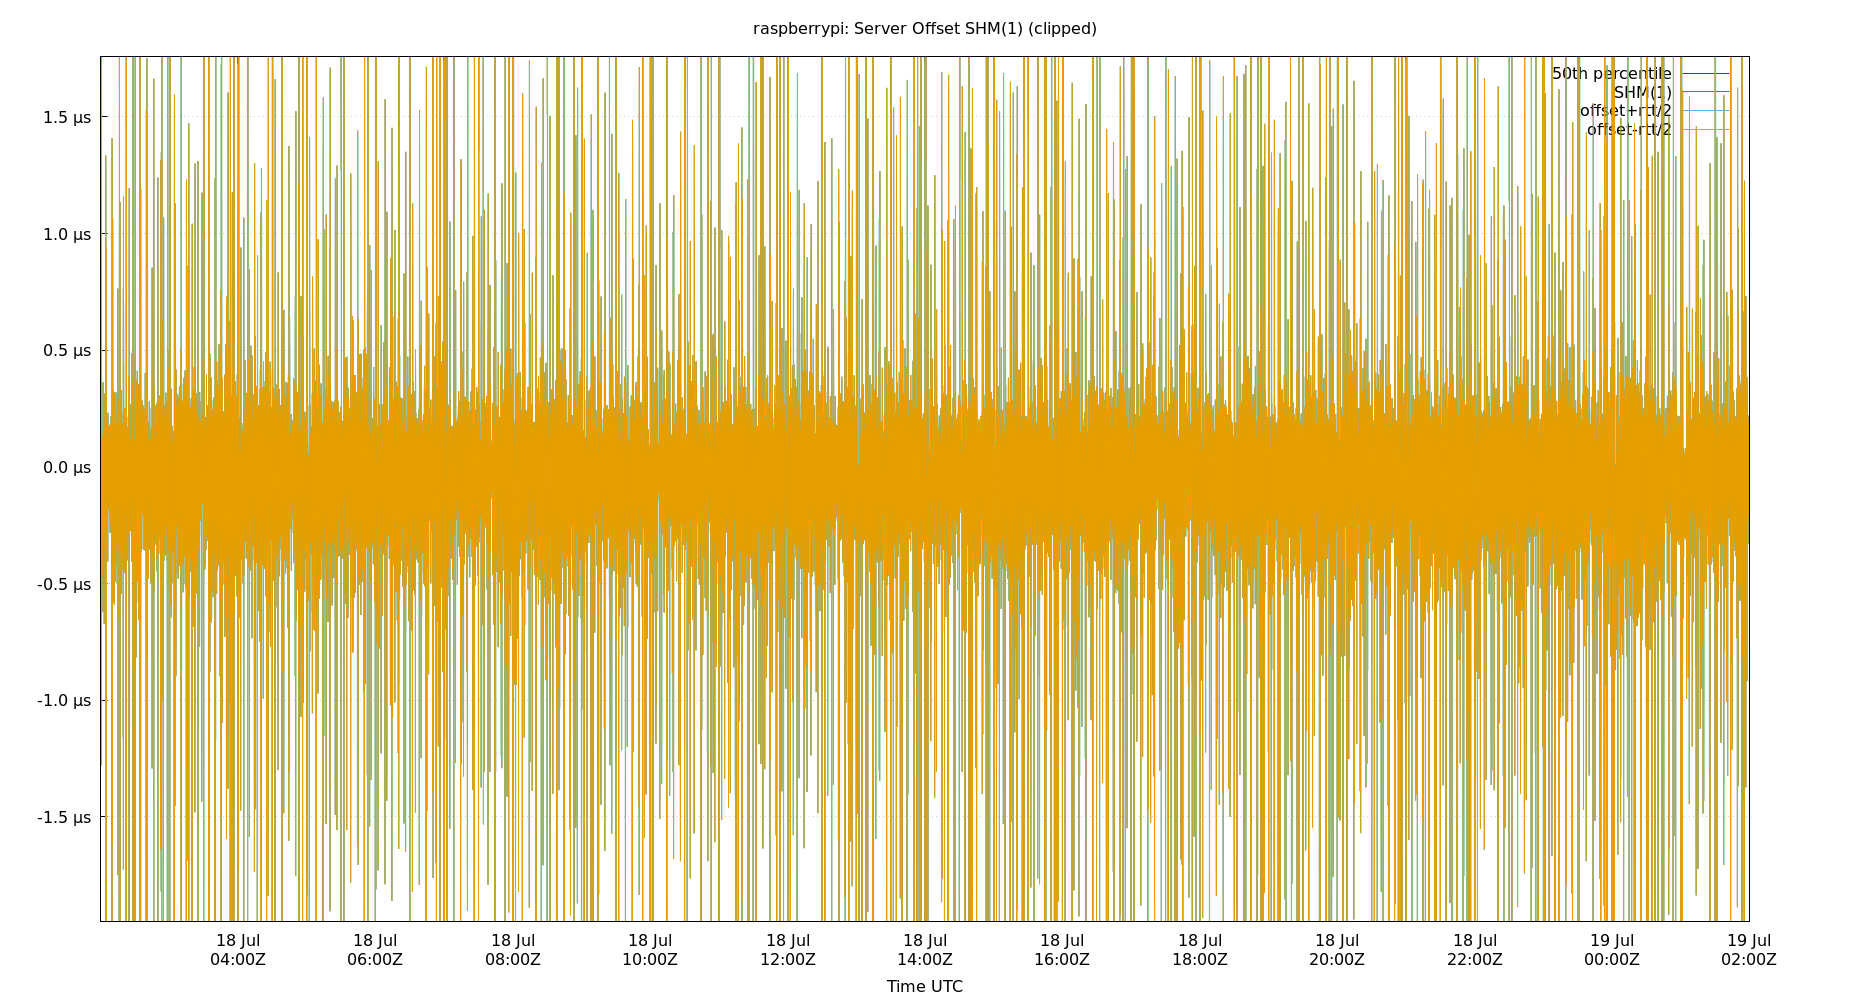 raspberrypi: Server Offset SHM(1) (clipped)
50th percentile
SHM(1)
offset+rtt/2
offset-rtt/2
1.5 µs
1.0 µs
0.5 µs
0.0 µs
-0.5 µs
-1.0 µs
-1.5 µs
18 Jul 18 Jul 18 Jul 18 Jul 18 Jul 18 Jul 18 Jul 18 Jul 18 Jul 18 Jul 19 Jul 19 Jul
04:00Z 06:00Z 08:00Z 10:00Z 12:00Z 14:00Z 16:00Z 18:00Z 20:00Z 22:00Z 00:00Z 02:00Z
Time UTC